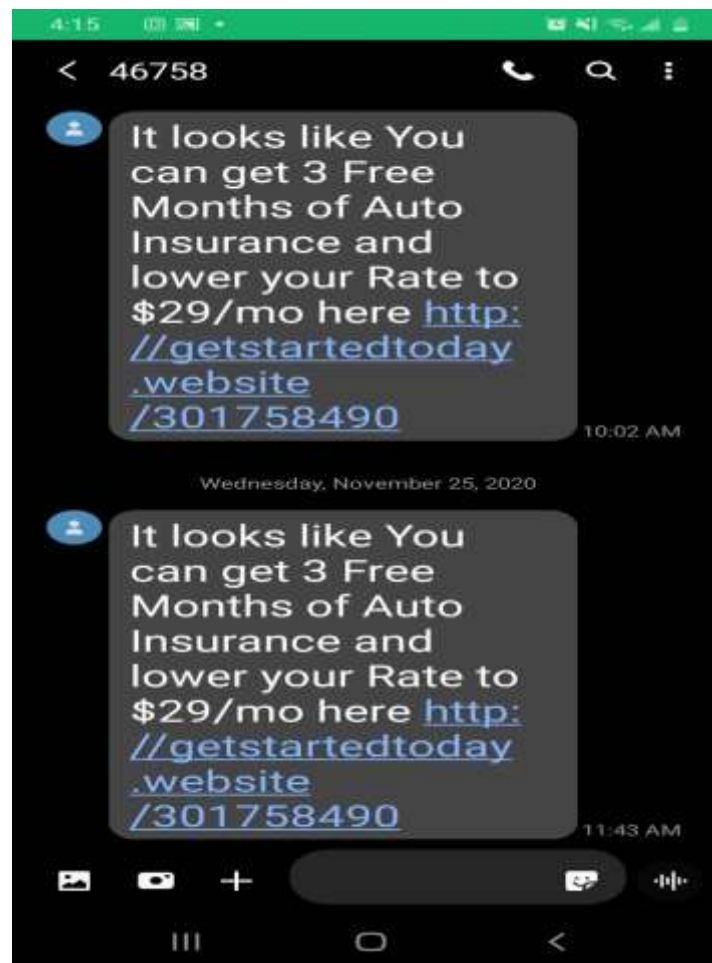 4:15
46758
It looks like You
can get 3 Free
Months of Auto
Insurance and
lower your Rate to
$29/mo here http:
//getstartedtoday
.website
/301758490
10:02 AM
Wednesday, November 25, 2020
It looks like You
can get 3 Free
Months of Auto
Insurance and
lower your Rate to
$29/mo here http:
//getstartedtoday
.website
/301758490
11:43 AM